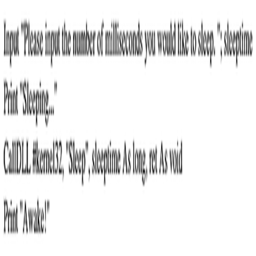 Input "Please input the number of milliseconds you would like to sleep. "; sleeptime
Print "Sleeping..."
CallDLL #kernel32, "Sleep", sleeptime As long, ret As void
Print "Awake!"